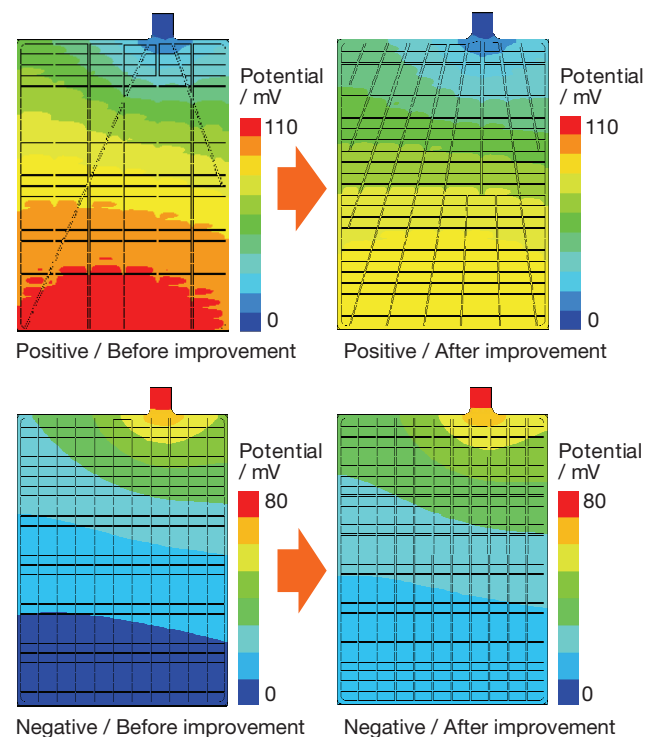 Potential
/ mV
110
0
Positive / Before improvement
Potential
/ mV
110
0
Positive / After improvement
Potential
/ mV
80
0
Negative / Before improvement
Potential
/ mV
80
0
Negative / After improvement